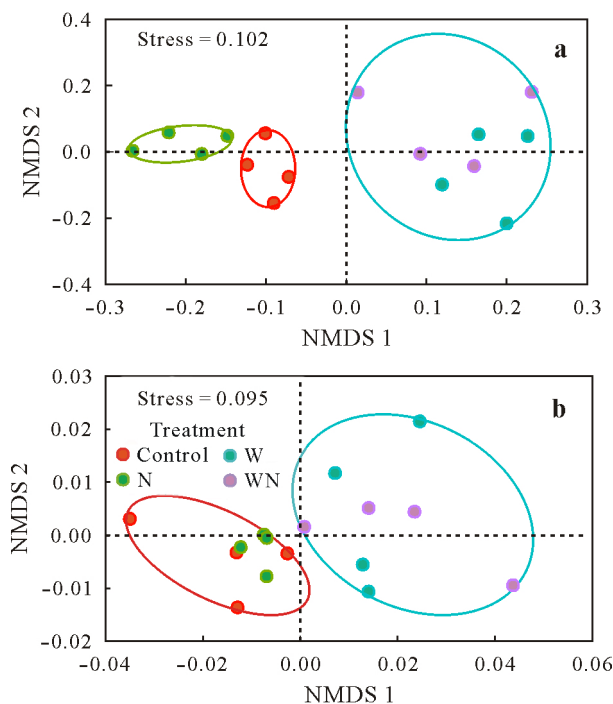 Stress = 0.102
a
NMDS 2
0.4
0.2
0.0
-0.2
-0.4
-0.3 -0.2 -0.1 0.0 0.1 0.2 0.3
NMDS 1
Stress = 0.095
b
Treatment
Control W
N WN
NMDS 2
0.03
0.02
0.01
0.00
-0.01
-0.02
-0.04 -0.02 0.00 0.02 0.04 0.06
NMDS 1